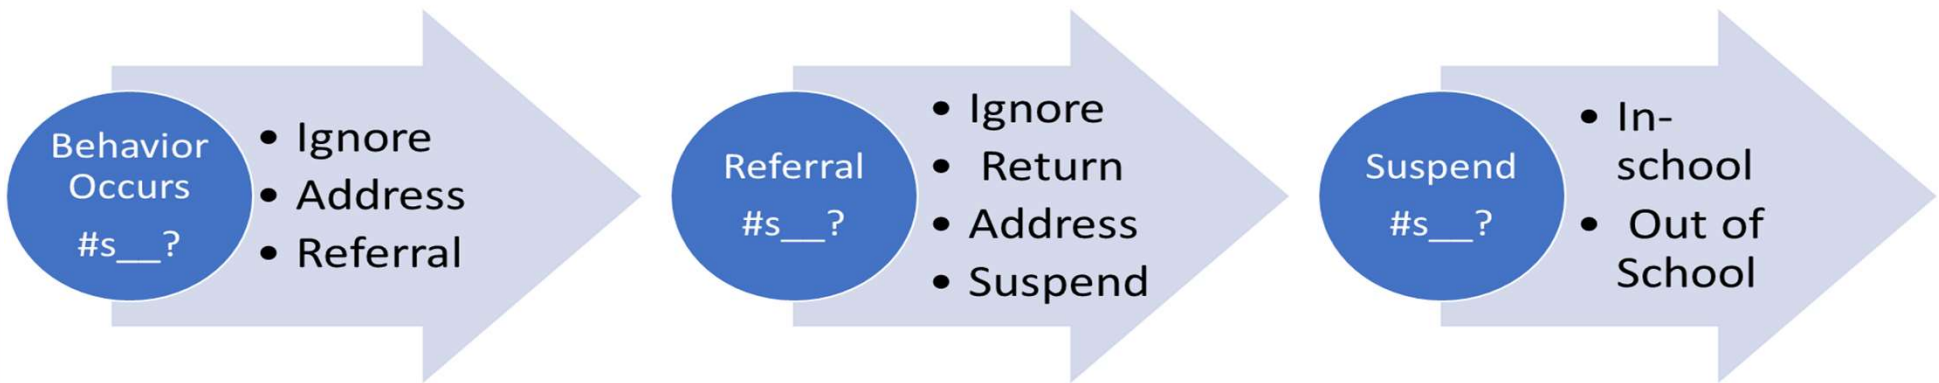 Behavior
Occurs
#s__?
• Ignore
• Address
• Referral
Referral
#s__?
• Ignore
• Return
• Address
• Suspend
Suspend
#s__?
• In-
school
• Out of
School